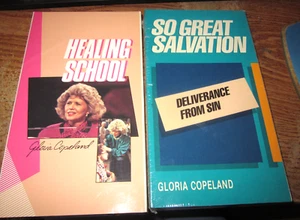 HEALING
SCHOOL
Gloria Copeland
SO GREAT
SALVATION
DELIVERANCE
FROM SIN
GLORIA COPELAND